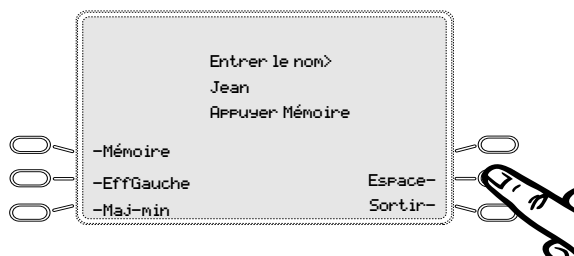 Entrer le nom>
Jean
Appuyer Mémoire
-Mémoire
-EffGauche Espace-
-Maj-min Sortir-